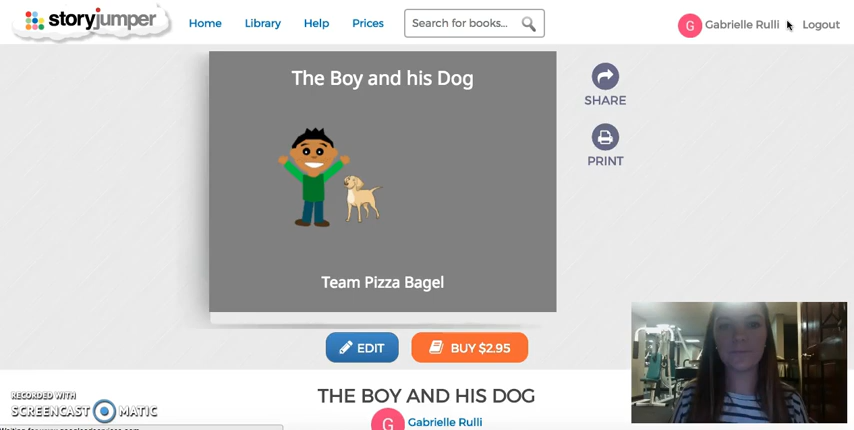 storyjumper
Home Library Help Prices Search for books... G Gabrielle Rulli Logout
The Boy and his Dog
SHARE
PRINT
Team Pizza Bagel
EDIT BUY $2.95
THE BOY AND HIS DOG
G Gabrielle Rulli
RECORDED WITH
SCREENCAST MATIC